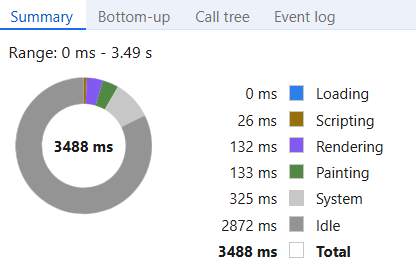 Summary Bottom-up Call tree Event log
Range: 0 ms - 3.49 s
3488 ms
0 ms Loading
26 ms Scripting
132 ms Rendering
133 ms Painting
325 ms System
2872 ms Idle
3488 ms Total